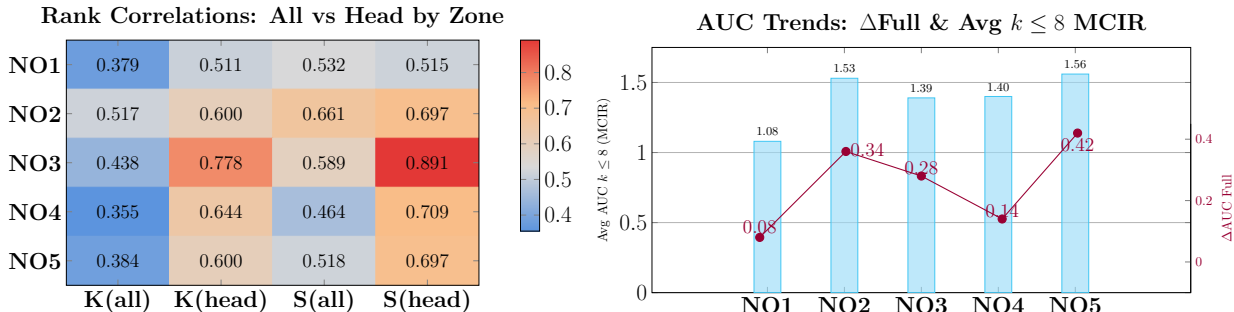 Rank Correlations: All vs Head by Zone
NO1 0.379 0.511 0.532 0.515
NO2 0.517 0.600 0.661 0.697
NO3 0.438 0.778 0.589 0.891
NO4 0.355 0.644 0.464 0.709
NO5 0.384 0.600 0.518 0.697
K(all) K(head) S(all) S(head)
0.8
0.7
0.6
0.5
0.4
AUC Trends: ΔFull & Avg k ≤ 8 MCIR
Avg AUC k ≤ 8 (MCIR)
1.5
1
0.5
0
1.08
1.53
1.39
1.40
1.56
0.08
0.34
0.28
0.14
0.42
NO1 NO2 NO3 NO4 NO5
0.4
0.2
0
ΔAUC Full